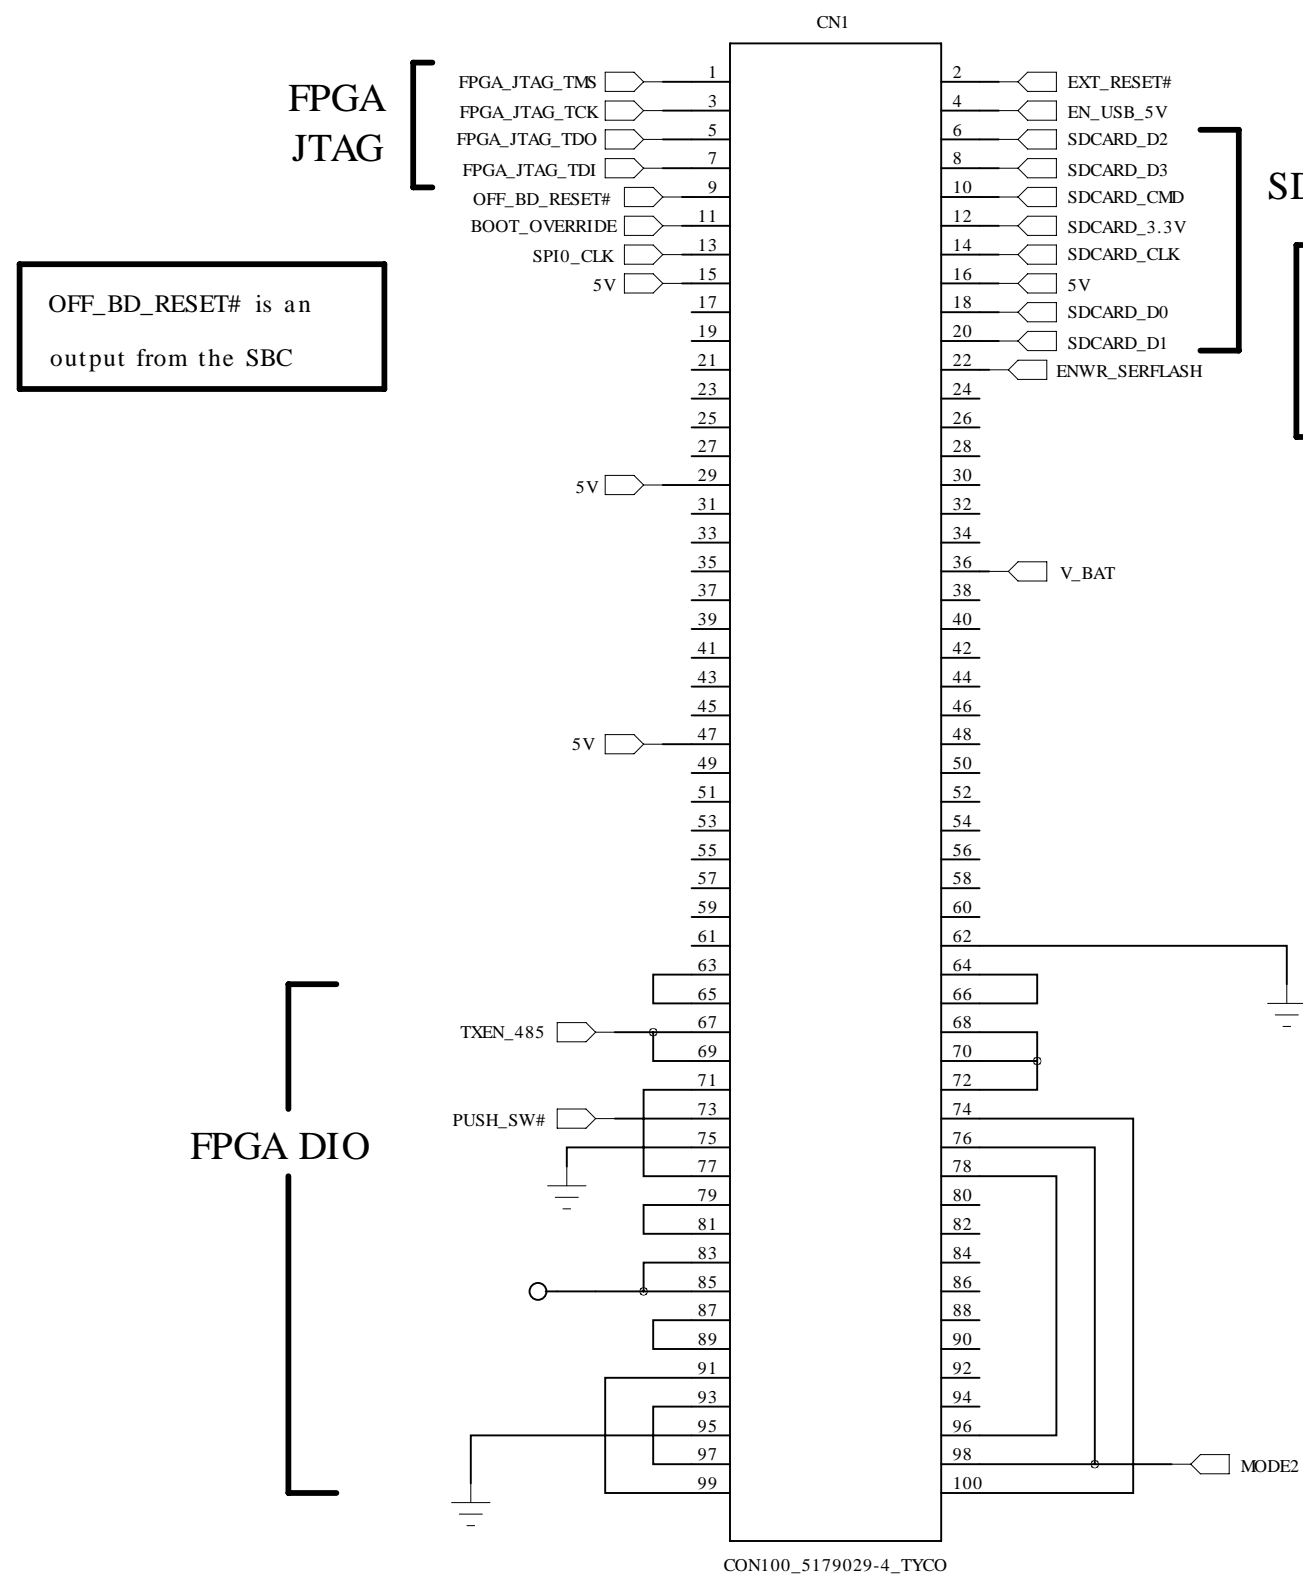 CN1
FPGA
JTAG
FPGA_JTAG_TMS 1 2 EXT_RESET#
FPGA_JTAG_TCK 3 4 EN_USB_5V
FPGA_JTAG_TDO 5 6 SDCARD_D2
FPGA_JTAG_TDI 7 8 SDCARD_D3
OFF_BD_RESET# 9 10 SDCARD_CMD
BOOT_OVERRIDE 11 12 SDCARD_3.3V
SPI0_CLK 13 14 SDCARD_CLK
5V 15 16 5V
17 18 SDCARD_D0
19 20 SDCARD_D1
21 22 ENWR_SERFLASH
23 24
25 26
27 28
5V 29 30
31 32
33 34
35 36 V_BAT
37 38
39 40
41 42
43 44
45 46
5V 47 48
49 50
51 52
53 54
55 56
57 58
59 60
61 62
63 64
65 66
TXEN_485 67 68
69 70
71 72
PUSH_SW# 73 74
75 76
77 78
79 80
81 82
83 84
85 86
87 88
89 90
91 92
93 94
95 96
97 98 MODE2
99 100
OFF_BD_RESET# is an
output from the SBC
FPGA DIO
CON100_5179029-4_TYCO